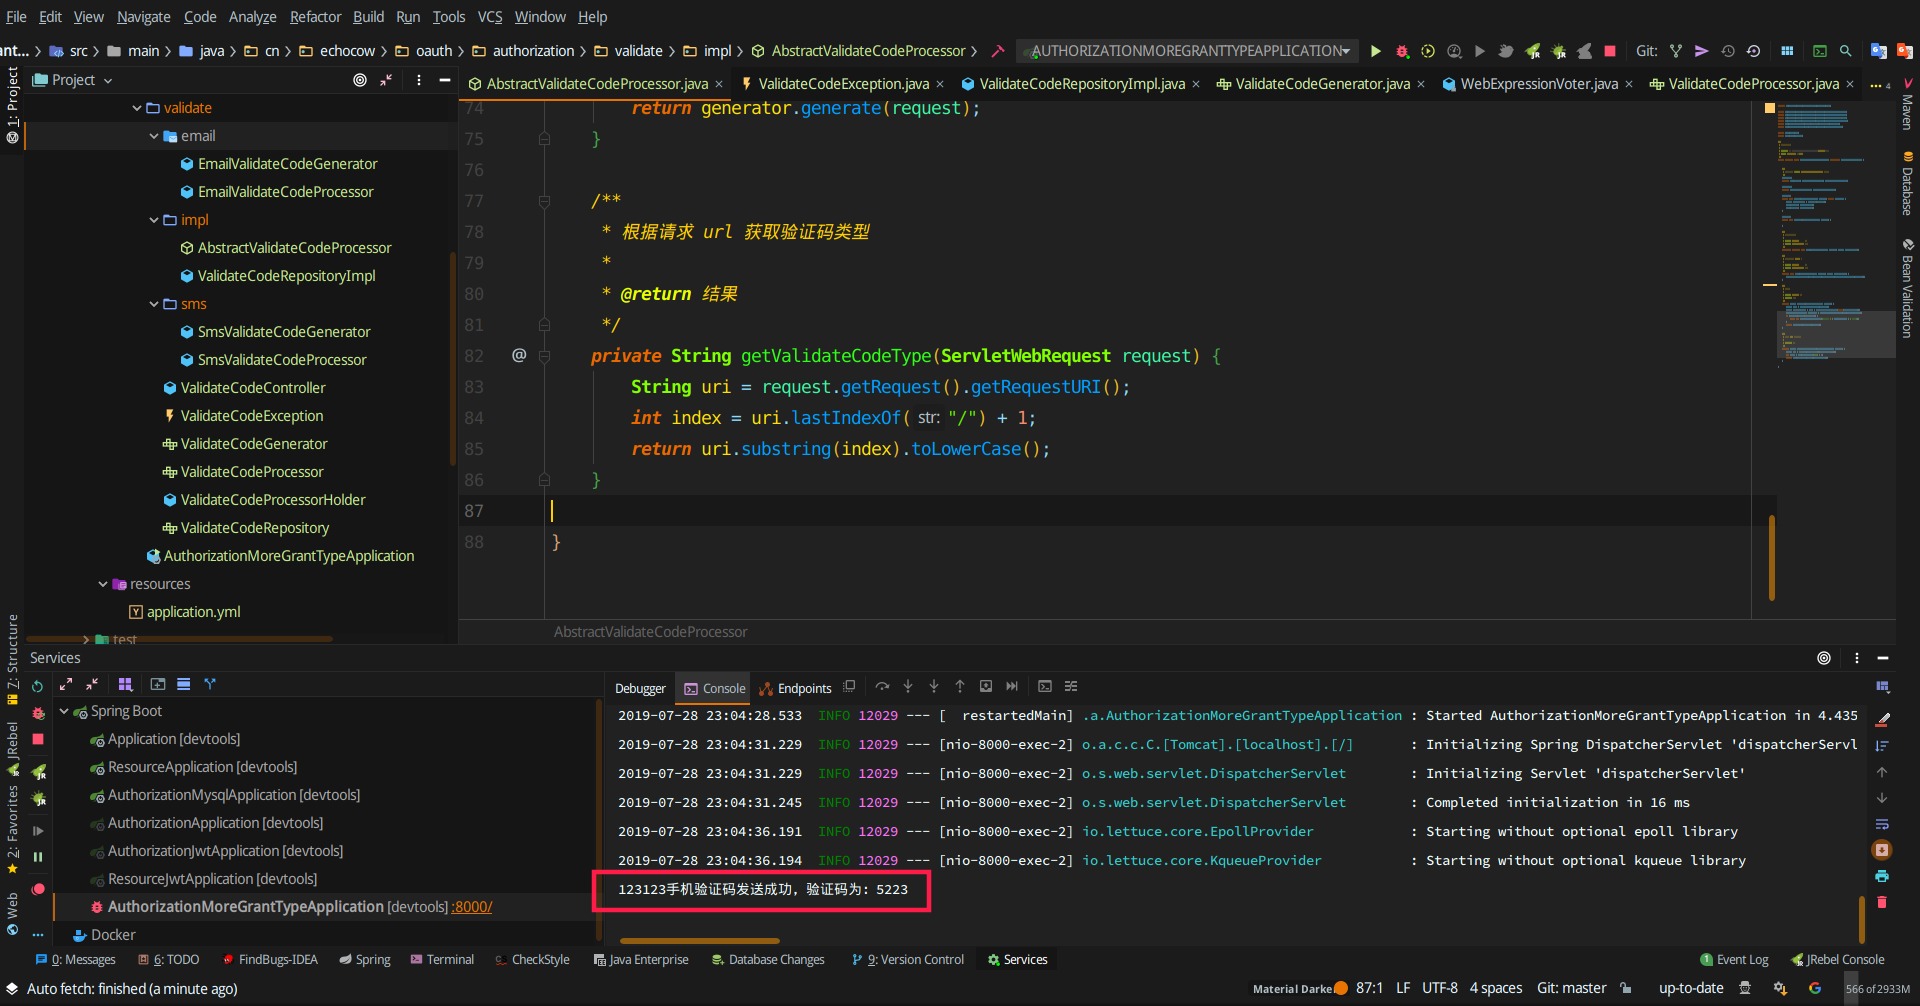 File Edit View Navigate Code Analyze Refactor Build Run Tools VCS Window Help
ant... src main java cn echocow oauth authorization validate impl AbstractValidateCodeProcessor AUTHORIZATIONMOREGRANTTYPEAPPLICATION Git:
Project
AbstractValidateCodeProcessor.java ValidateCodeException.java ValidateCodeRepositoryImpl.java ValidateCodeGenerator.java WebExpressionVoter.java ValidateCodeProcessor.java 4
1: Project
7: Structure
JRebel
2: Favorites
Web
Maven
Database
Bean Validation
validate
email
EmailValidateCodeGenerator
EmailValidateCodeProcessor
impl
AbstractValidateCodeProcessor
ValidateCodeRepositoryImpl
sms
SmsValidateCodeGenerator
SmsValidateCodeProcessor
ValidateCodeController
ValidateCodeException
ValidateCodeGenerator
ValidateCodeProcessor
ValidateCodeProcessorHolder
ValidateCodeRepository
AuthorizationMoreGrantTypeApplication
resources
application.yml
test
74 return generator.generate(request);
75 }
76
77 /**
78 * 根据请求 url 获取验证码类型
79 *
80 * @return 结果
81 */
82 @ private String getValidateCodeType(ServletWebRequest request) {
83 String uri = request.getRequest().getRequestURI();
84 int index = uri.lastIndexOf( str: "/") + 1;
85 return uri.substring(index).toLowerCase();
86 }
87
88 }
AbstractValidateCodeProcessor
Services
Debugger Console Endpoints
Spring Boot
Application [devtools]
ResourceApplication [devtools]
AuthorizationMysqlApplication [devtools]
AuthorizationApplication [devtools]
AuthorizationJwtApplication [devtools]
ResourceJwtApplication [devtools]
AuthorizationMoreGrantTypeApplication [devtools] :8000/
Docker
2019-07-28 23:04:28.533 INFO 12029 --- [ restartedMain] .a.AuthorizationMoreGrantTypeApplication : Started AuthorizationMoreGrantTypeApplication in 4.435
2019-07-28 23:04:31.229 INFO 12029 --- [nio-8000-exec-2] o.a.c.c.C.[Tomcat].[localhost].[/] : Initializing Spring DispatcherServlet 'dispatcherServl
2019-07-28 23:04:31.229 INFO 12029 --- [nio-8000-exec-2] o.s.web.servlet.DispatcherServlet : Initializing Servlet 'dispatcherServlet'
2019-07-28 23:04:31.245 INFO 12029 --- [nio-8000-exec-2] o.s.web.servlet.DispatcherServlet : Completed initialization in 16 ms
2019-07-28 23:04:36.191 INFO 12029 --- [nio-8000-exec-2] io.lettuce.core.EpollProvider : Starting without optional epoll library
2019-07-28 23:04:36.194 INFO 12029 --- [nio-8000-exec-2] io.lettuce.core.KqueueProvider : Starting without optional kqueue library
123123手机验证码发送成功，验证码为：5223
0: Messages 6: TODO FindBugs-IDEA Spring Terminal CheckStyle Java Enterprise Database Changes 9: Version Control Services 1 Event Log JRebel Console
Auto fetch: finished (a minute ago) Material Darke 87:1 LF UTF-8 4 spaces Git: master up-to-date 566 of 2933M